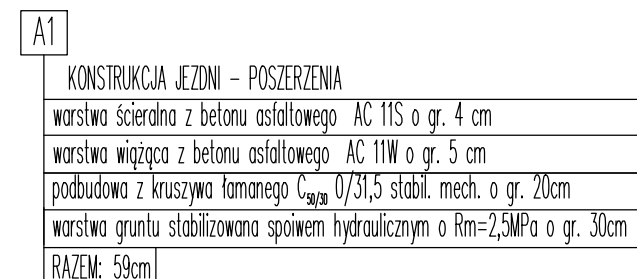 A1
KONSTRUKCJA JEZDNI – POSZERZENIA
warstwa ścieralna z betonu asfaltowego AC 11S o gr. 4 cm
warstwa wiążąca z betonu asfaltowego AC 11W o gr. 5 cm
podbudowa z kruszywa łamanego C50/30 0/31,5 stabil. mech. o gr. 20cm
warstwa gruntu stabilizowana spoiwem hydraulicznym o Rm=2,5MPa o gr. 30cm
RAZEM: 59cm